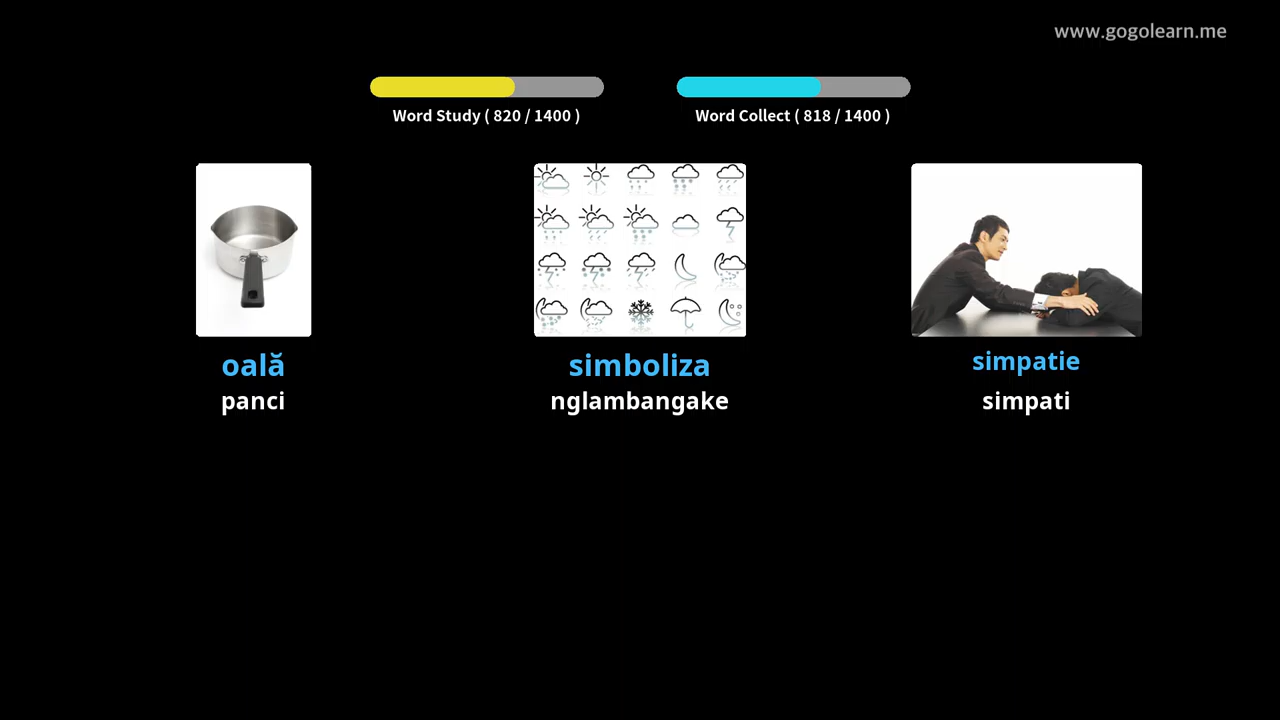 www.gogolearn.me
Word Study ( 820 / 1400 )
Word Collect ( 818 / 1400 )
oală
simboliza
simpatie
panci
nglambangake
simpati